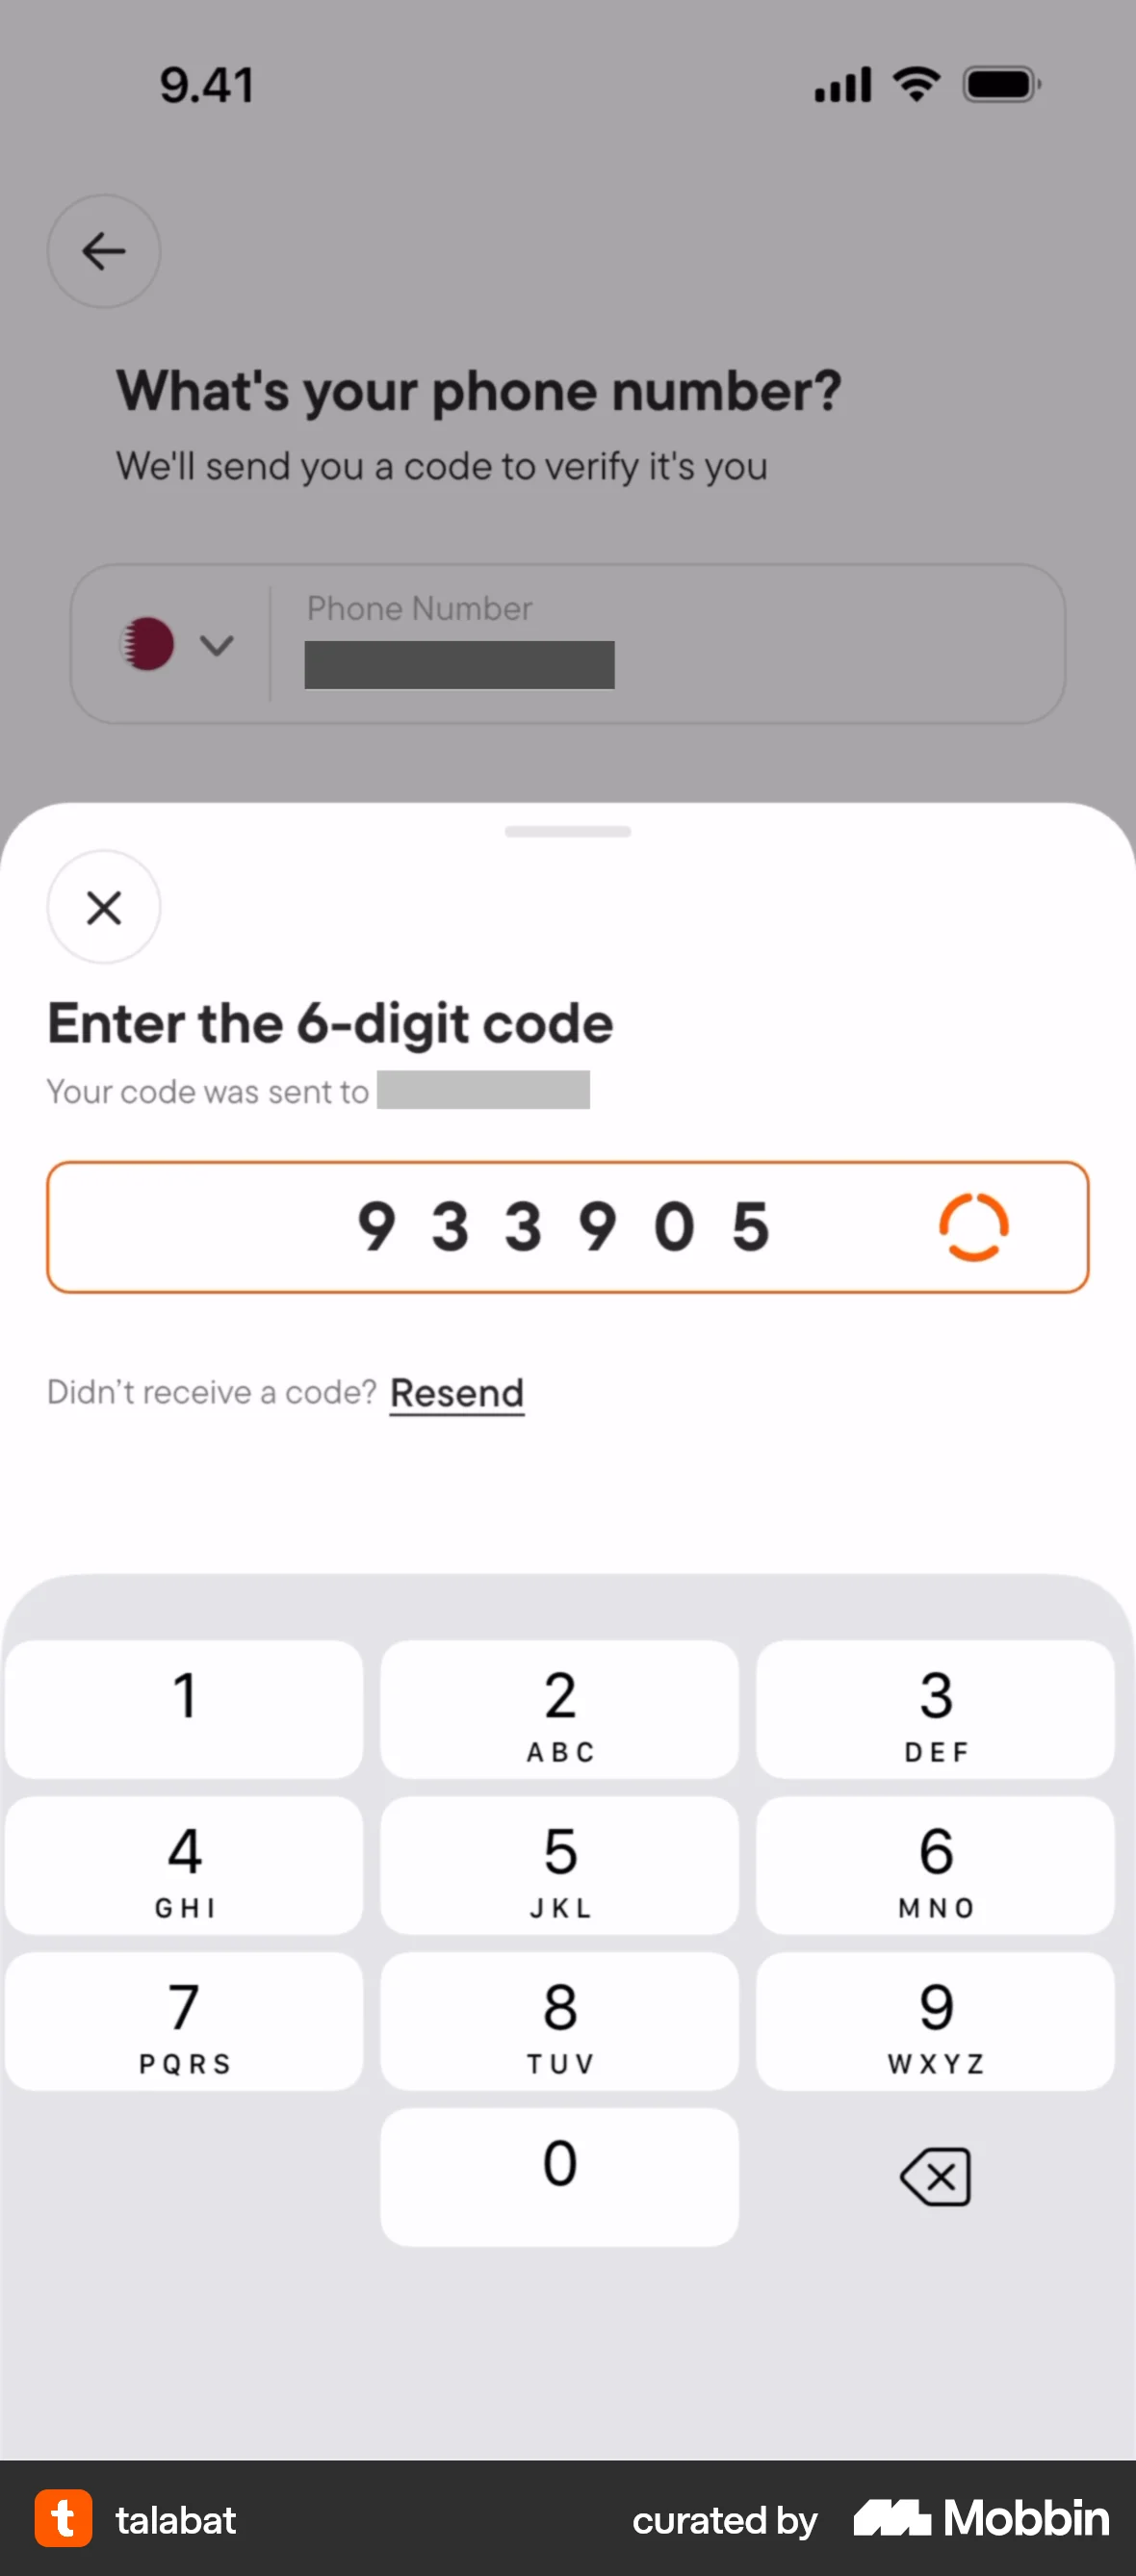 9.41
What's your phone number?
We'll send you a code to verify it's you
Phone Number
Enter the 6-digit code
Your code was sent to
9 3 3 9 0 5
Didn’t receive a code? Resend
1 2 3
ABC DEF
4 5 6
GHI JKL MNO
7 8 9
PQRS TUV WXYZ
0
t talabat curated by Mobbin